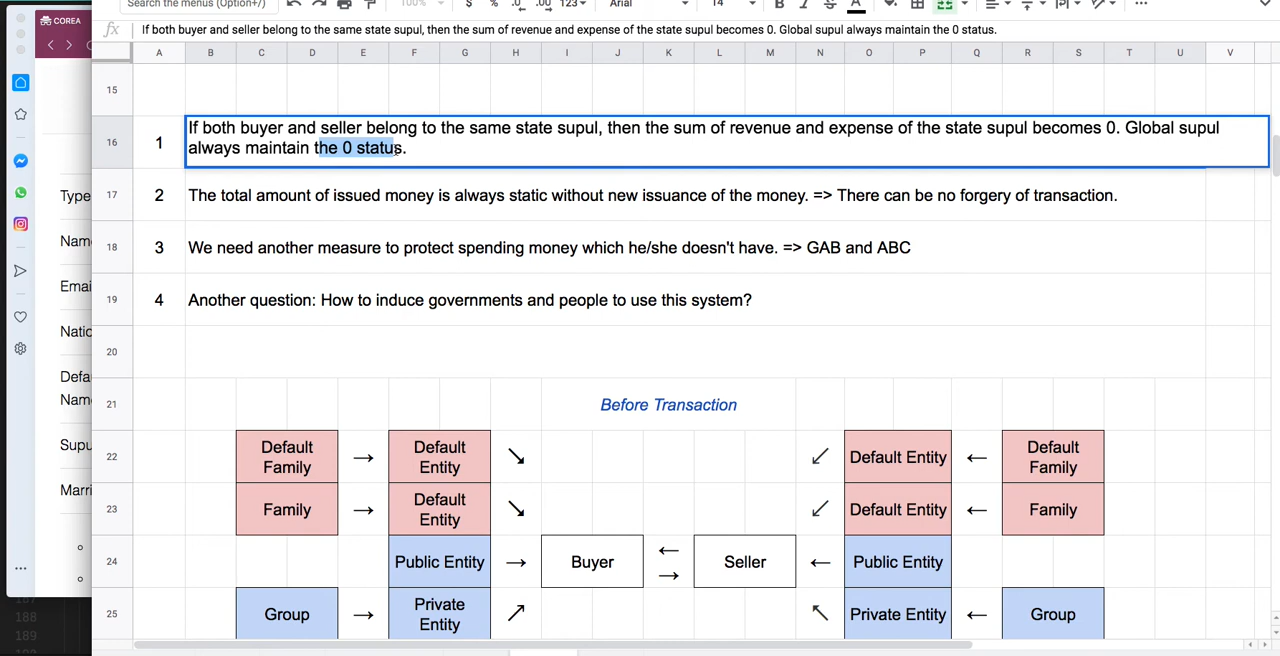 Search the menus (Option+/) 100% $ % .0 .00 123 Arial 14 B I S A
COREA
fx If both buyer and seller belong to the same state supul, then the sum of revenue and expense of the state supul becomes 0. Global supul always maintain the 0 status.
A B C D E F G H I J K L M N O P Q R S T U V
15
16 1 If both buyer and seller belong to the same state supul, then the sum of revenue and expense of the state supul becomes 0. Global supul
always maintain the 0 status.
17 2 The total amount of issued money is always static without new issuance of the money. => There can be no forgery of transaction.
18 3 We need another measure to protect spending money which he/she doesn't have. => GAB and ABC
19 4 Another question: How to induce governments and people to use this system?
20
21 Before Transaction
22 Default Family → Default Entity ↘ ↙ Default Entity ← Default Family
23 Family → Default Entity ↘ ↙ Default Entity ← Family
24 Public Entity → Buyer ← → Seller ← Public Entity
25 Group → Private Entity ↗ ↖ Private Entity ← Group
Type
Nam
Emai
Natio
Defa
Nam
Supu
Marri
187
188
189